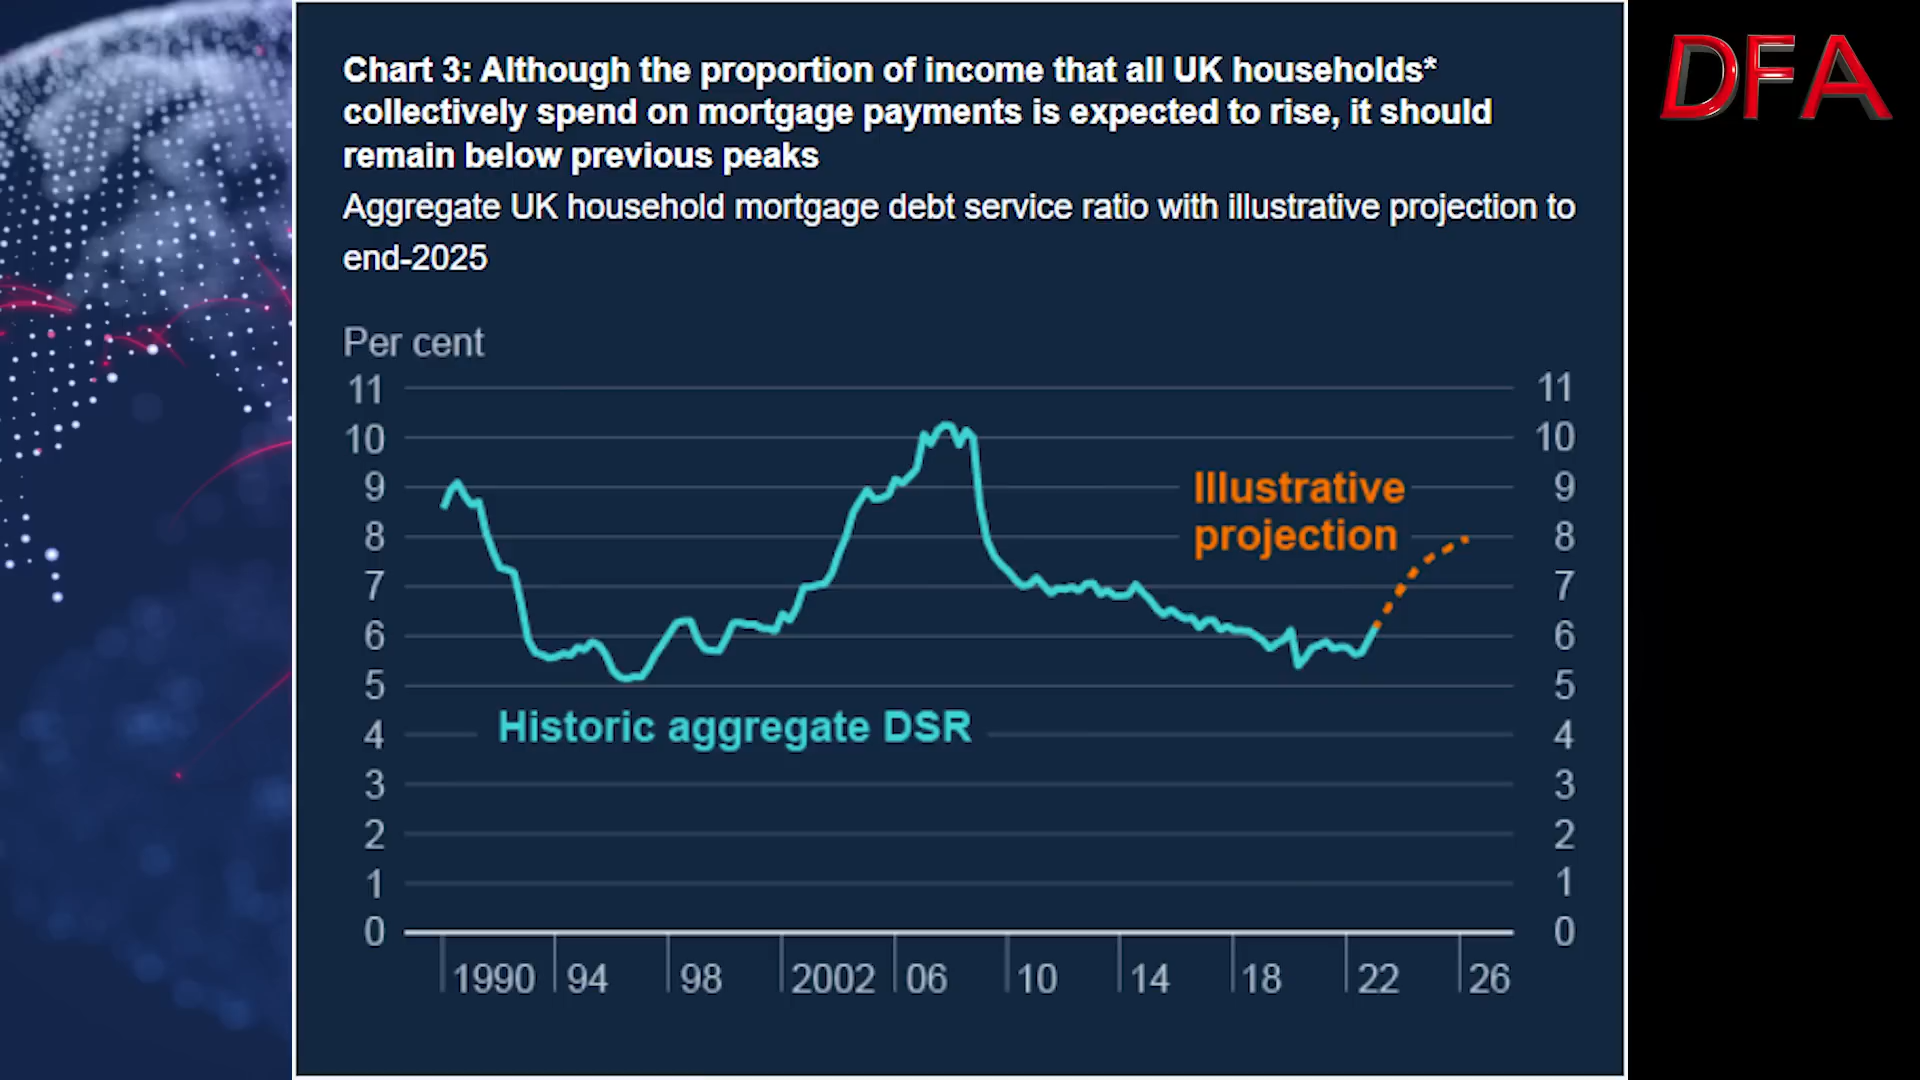 DFA
Chart 3: Although the proportion of income that all UK households*
collectively spend on mortgage payments is expected to rise, it should
remain below previous peaks
Aggregate UK household mortgage debt service ratio with illustrative projection to
end-2025
Per cent
11 11
10 10
9 Illustrative 9
8 projection 8
7 7
6 6
5 5
4 Historic aggregate DSR 4
3 3
2 2
1 1
0 0
1990 94 98 2002 06 10 14 18 22 26